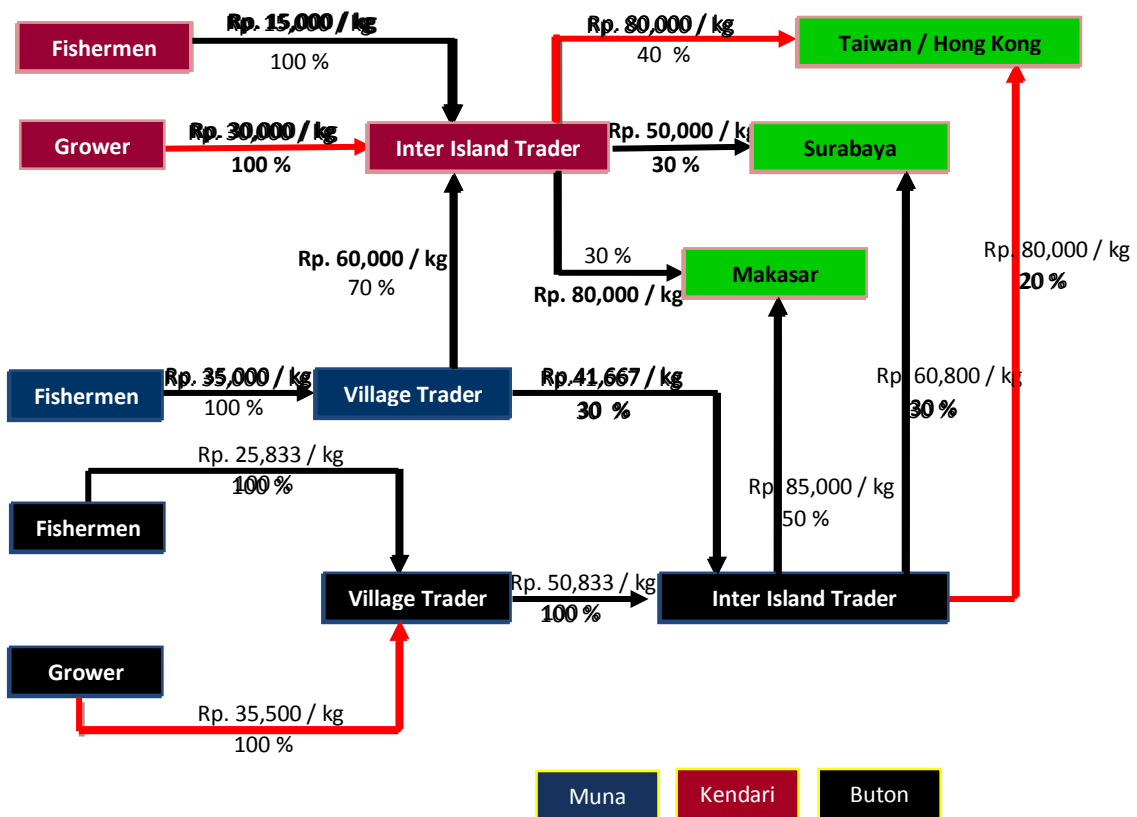 Rp. 15,000 / kg
Fishermen
100 %
Rp. 80,000 / kg
40 %
Taiwan / Hong Kong
Rp. 30,000 / kg
Grower
100 %
Inter Island Trader
Rp. 50,000 / kg
30 %
Surabaya
Rp. 60,000 / kg
70 %
30 %
Rp. 80,000 / kg
Makasar
Rp. 80,000 / kg
20 %
Rp. 35,000 / kg
Fishermen
100 %
Village Trader
Rp.41,667 / kg
30 %
Rp. 60,800 / kg
30 %
Rp. 25,833 / kg
100 %
Fishermen
Rp. 85,000 / kg
50 %
Village Trader
Rp. 50,833 / kg
100 %
Inter Island Trader
Grower
Rp. 35,500 / kg
100 %
Muna
Kendari
Buton